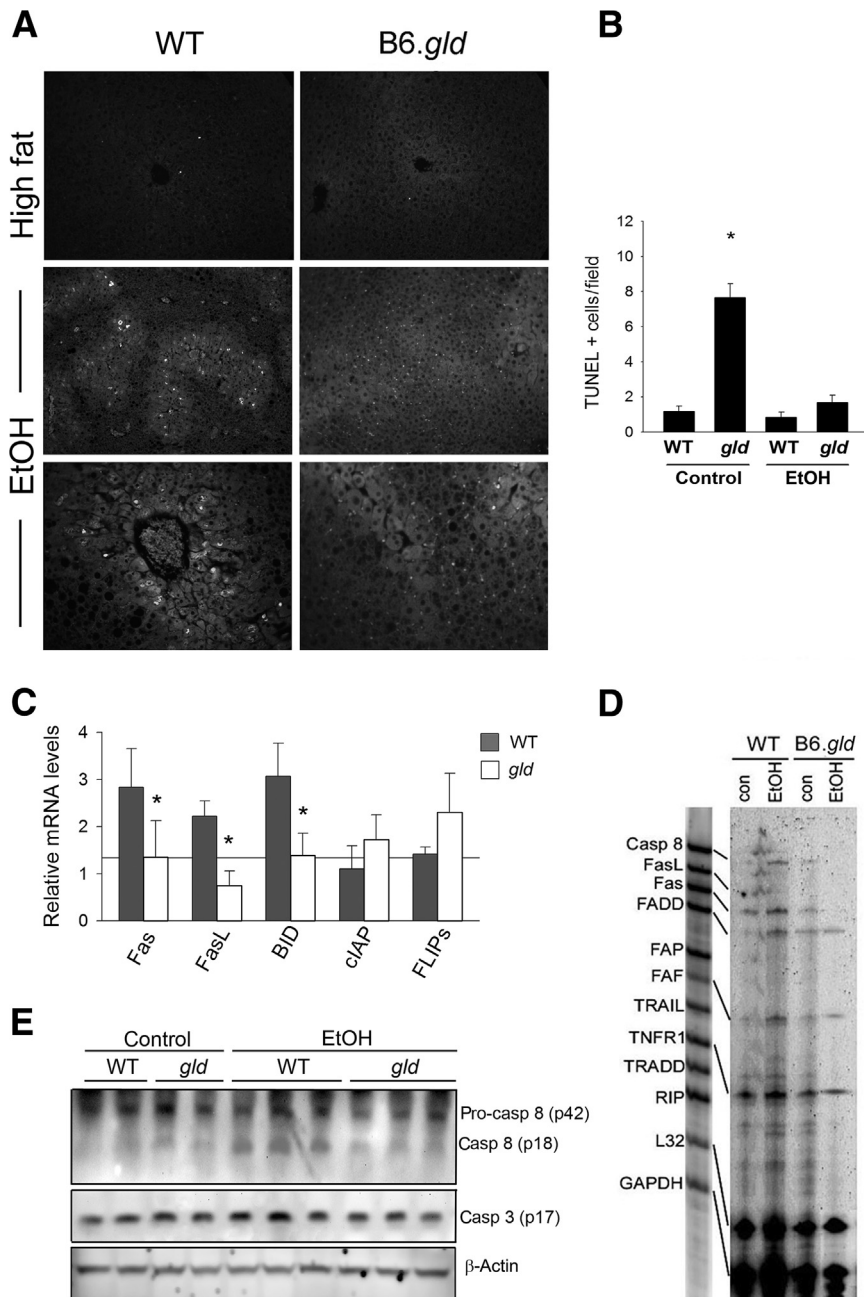 A
WT
B6.gld
High fat
EtOH
B
TUNEL + cells/field
12
10
8
6
4
2
0
*
WT
gld
WT
gld
Control
EtOH
C
Relative mRNA levels
4
3
2
1
0
WT
gld
*
*
*
Fas
FasL
BID
cIAP
FLIPs
D
WT
B6.gld
con
EtOH
con
EtOH
Casp 8
FasL
Fas
FADD
FAP
FAF
TRAIL
TNFR1
TRADD
RIP
L32
GAPDH
E
Control
EtOH
WT
gld
WT
gld
Pro-casp 8 (p42)
Casp 8 (p18)
Casp 3 (p17)
β-Actin